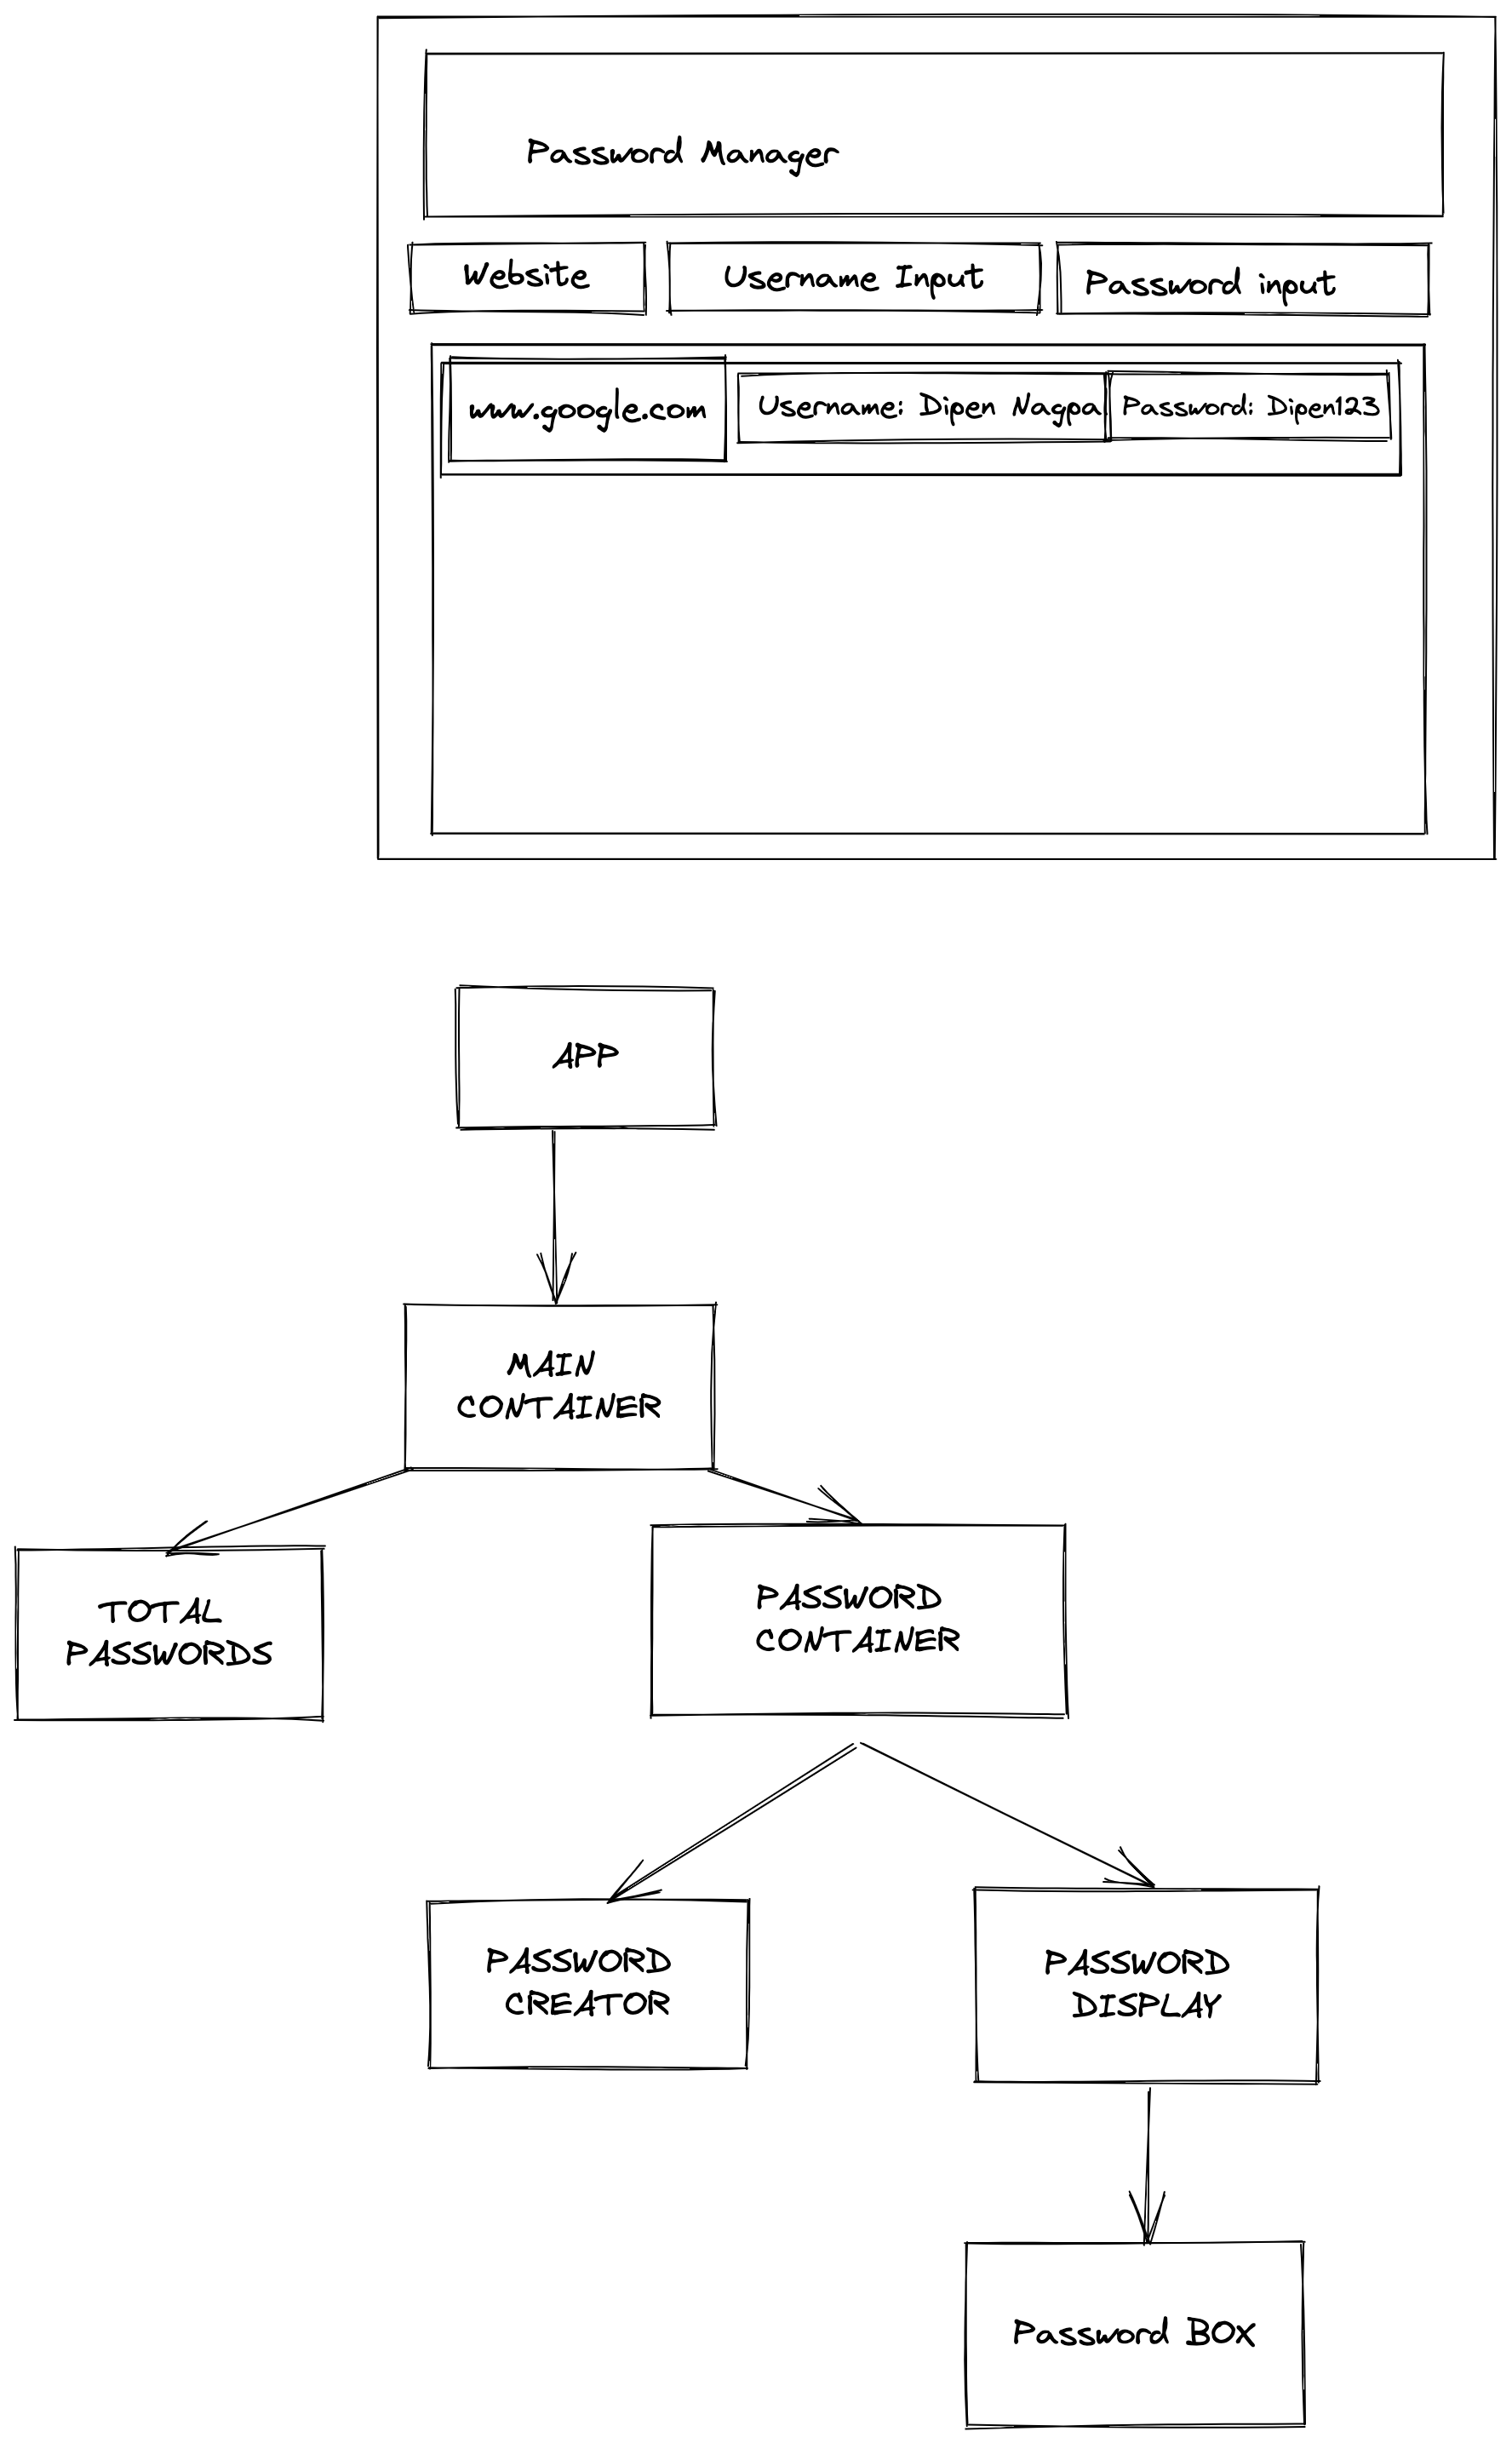 Password Manager
Website
Username Input
Password input
www.google.com
Username: Dipen Nagpal
Password: Dipen123
APP
MAIN
CONTAINER
TOTAL
PASSWORDS
PASSWORD
CONTAINER
PASSWORD
CREATOR
PASSWORD
DISPLAY
Password BOX